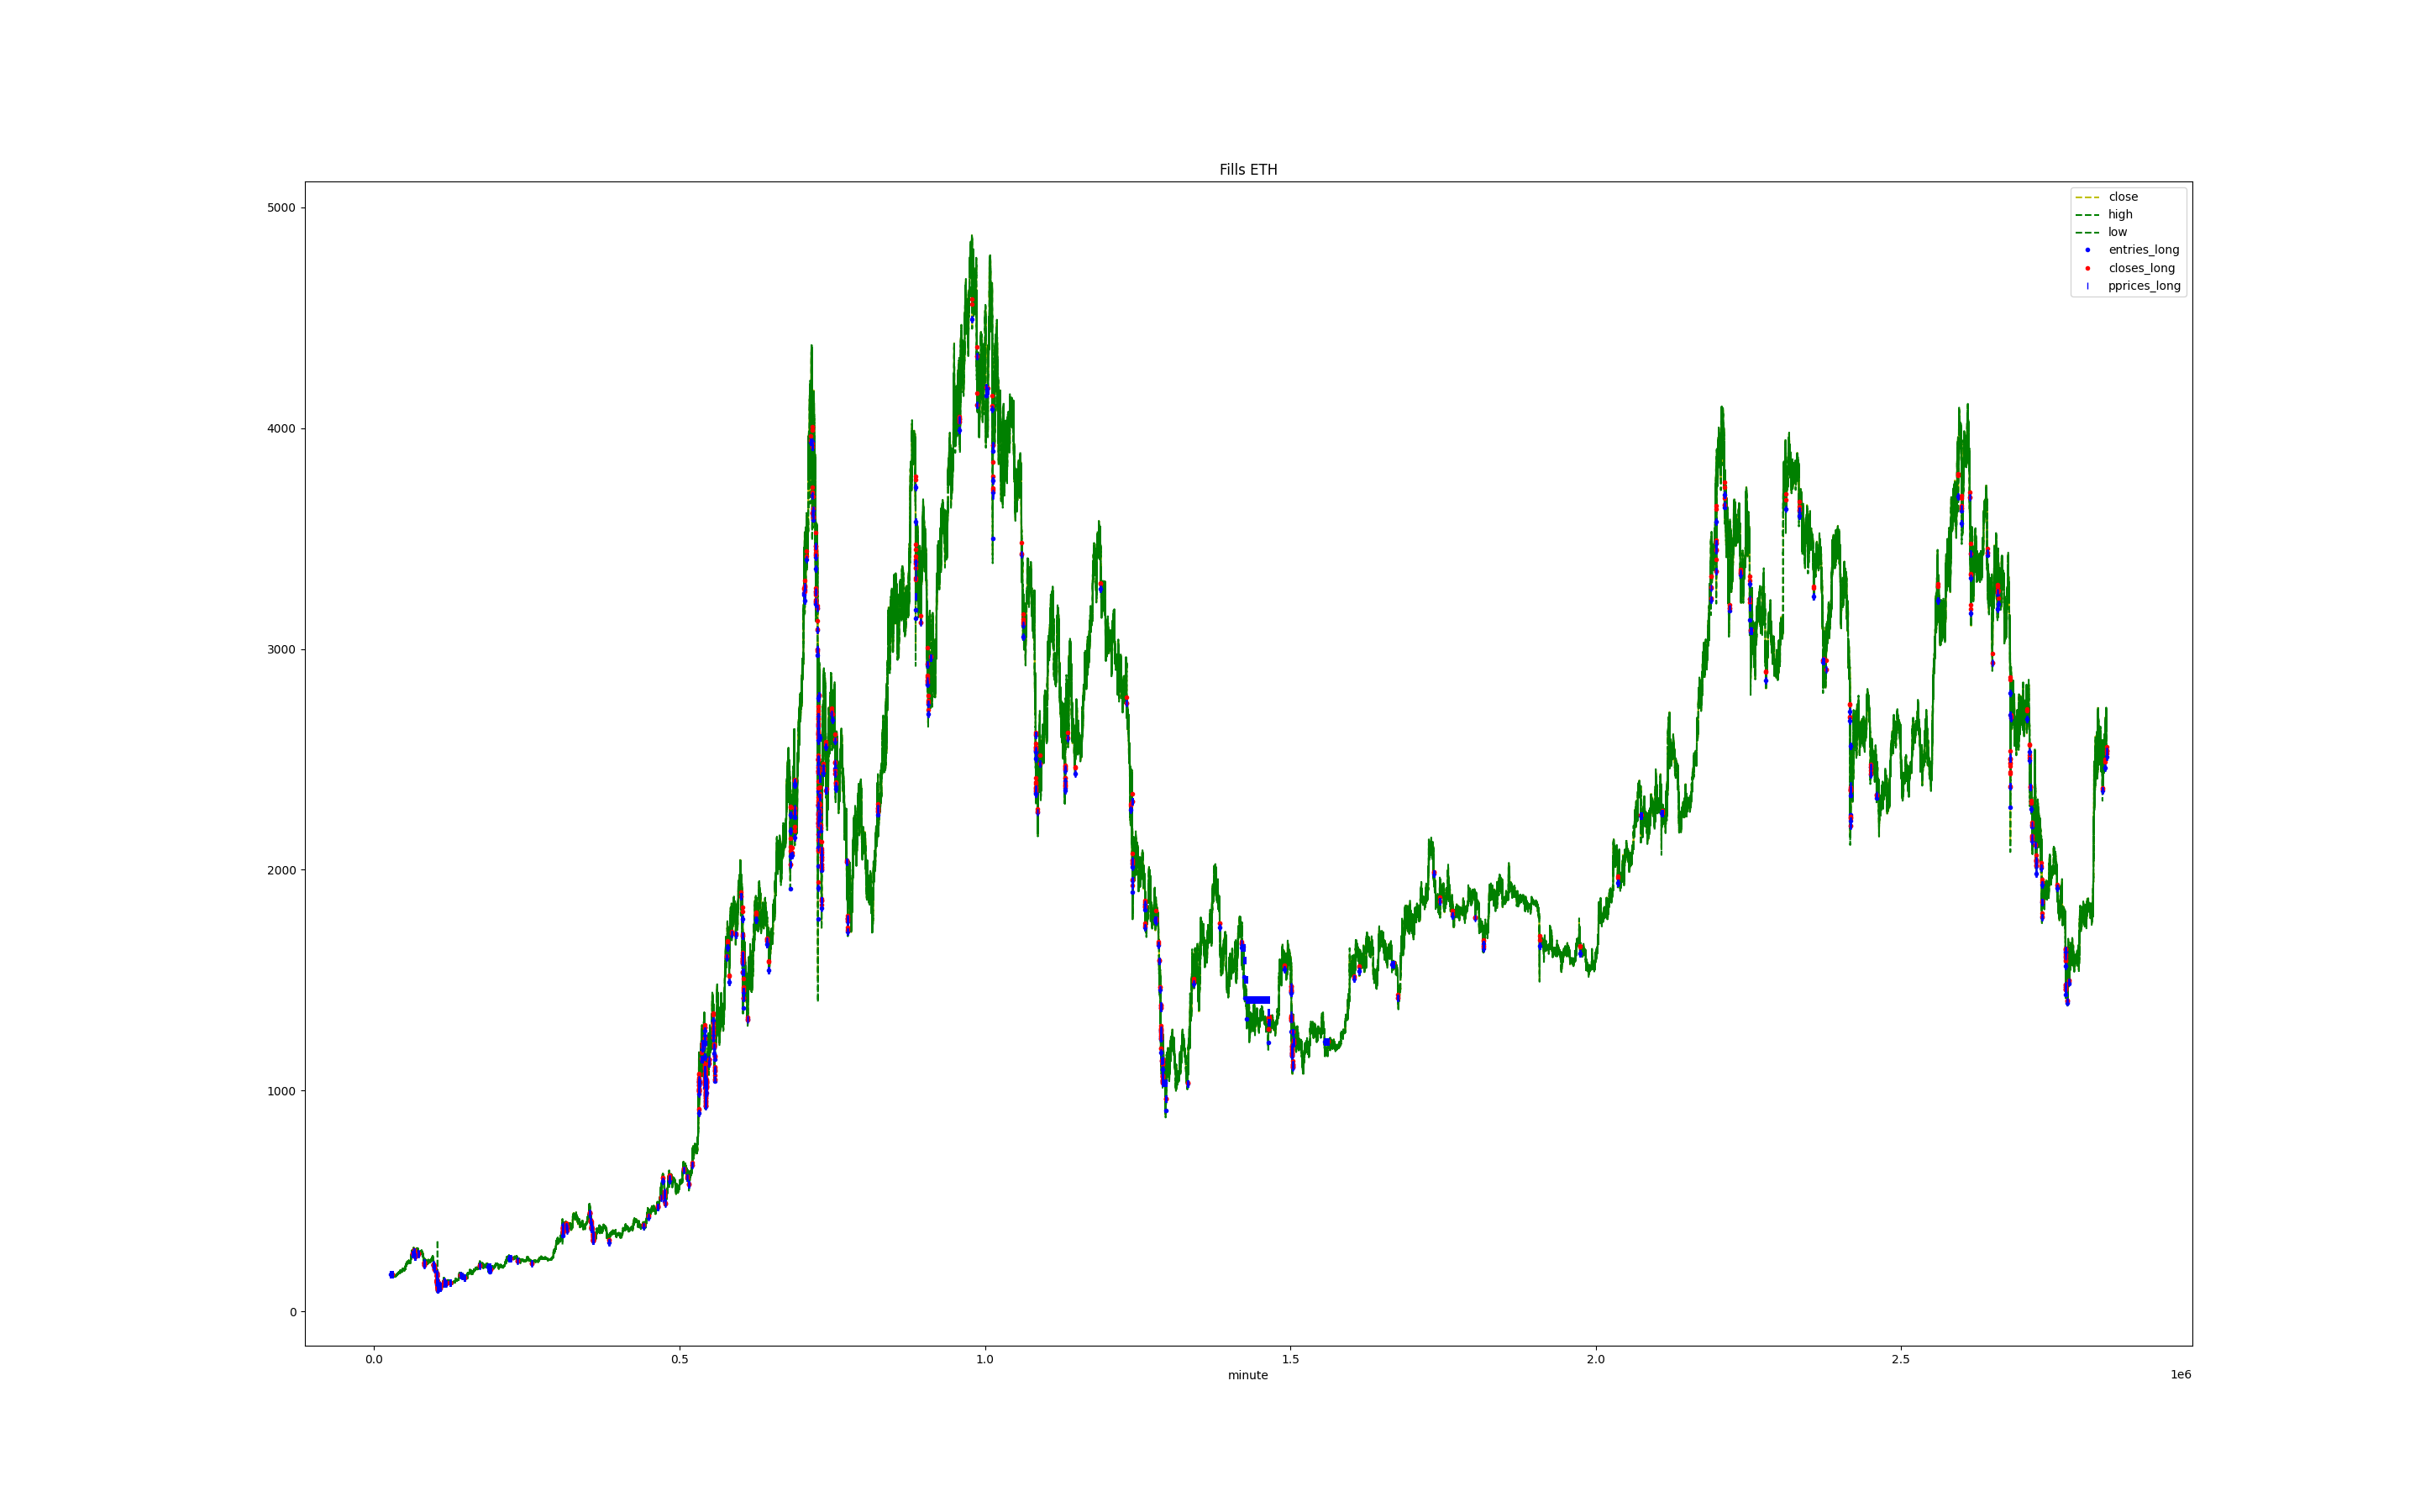 Fills ETH
close
high
low
entries_long
closes_long
pprices_long
5000
4000
3000
2000
1000
0
0.0 0.5 1.0 1.5 2.0 2.5
minute
1e6